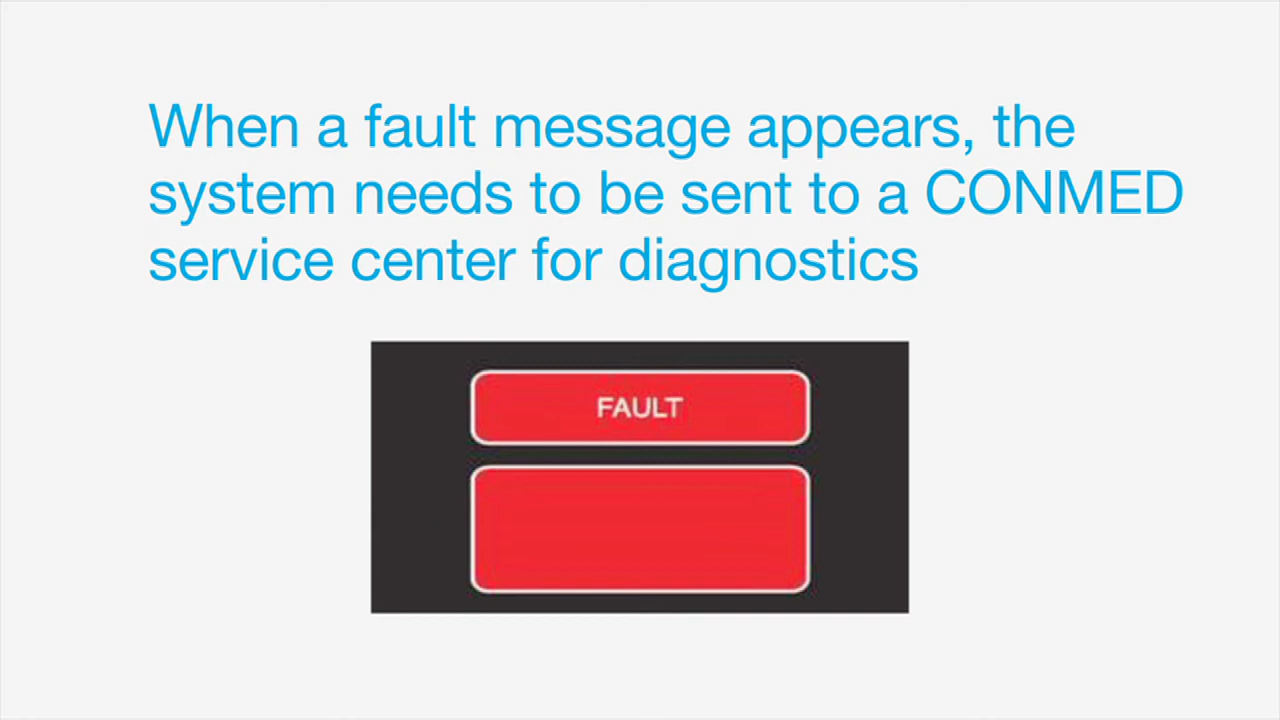 When a fault message appears, the
system needs to be sent to a CONMED
service center for diagnostics
FAULT